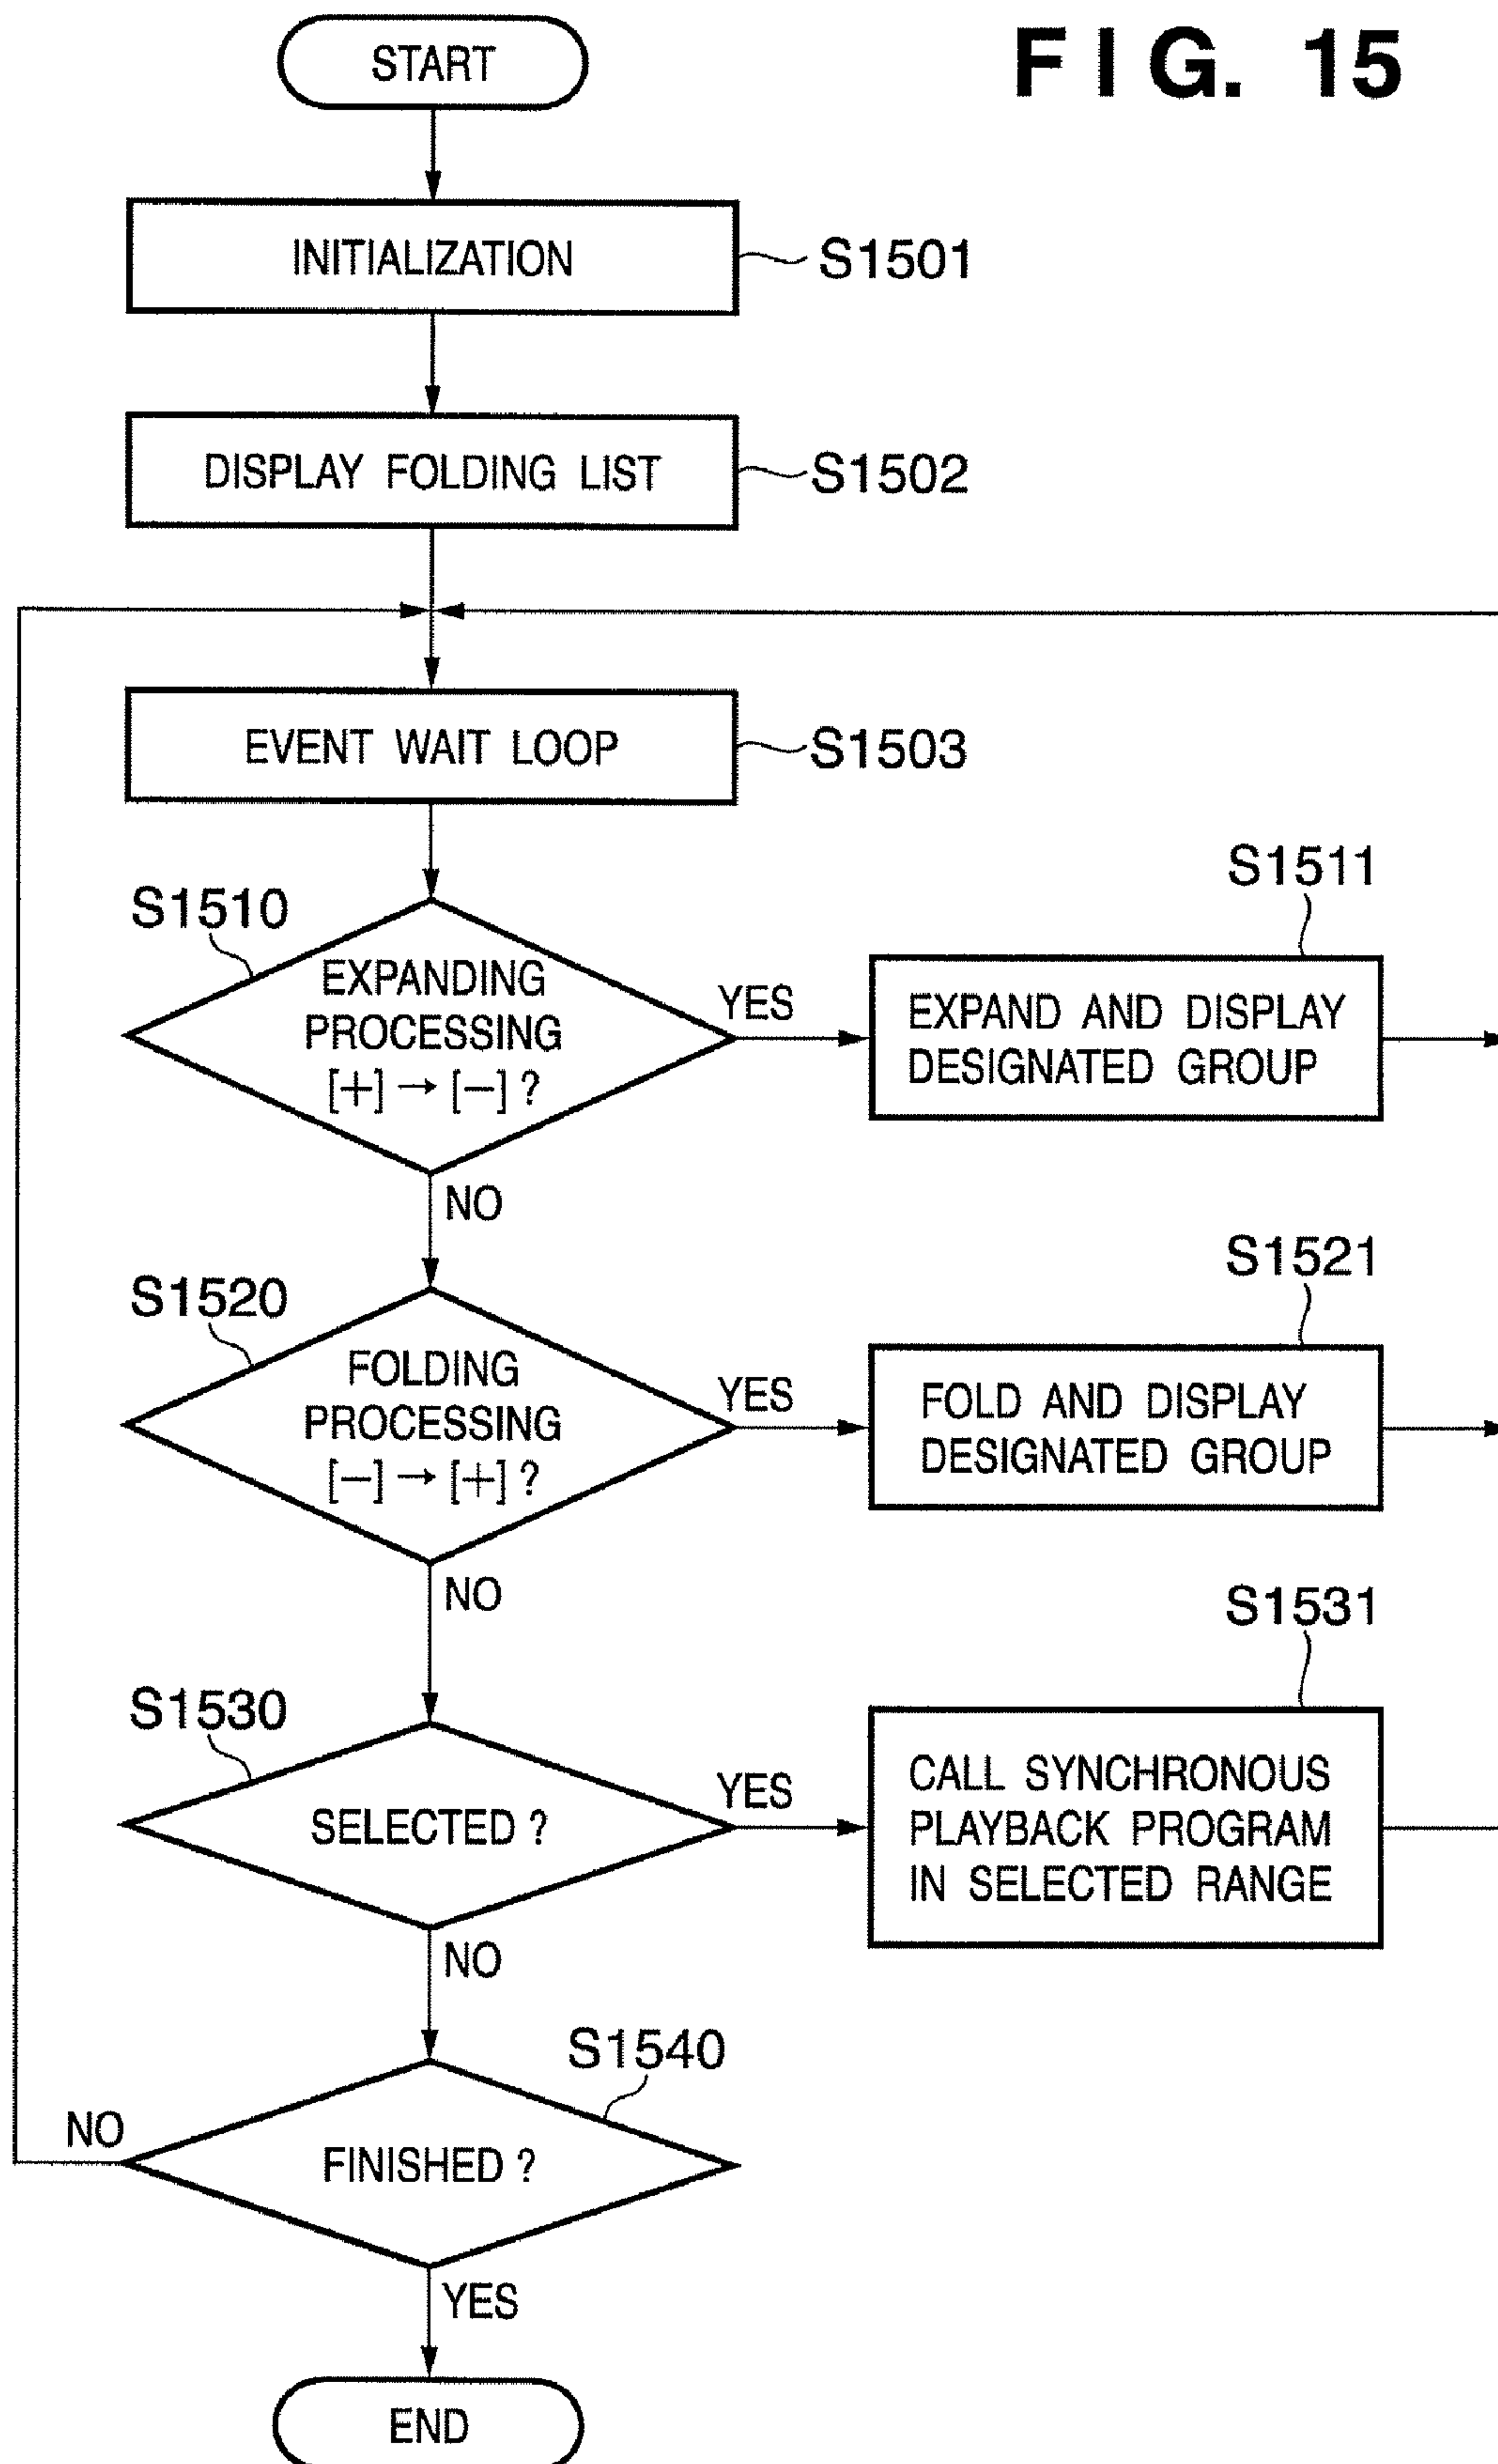 FIG. 15
START
INITIALIZATION
S1501
DISPLAY FOLDING LIST
S1502
EVENT WAIT LOOP
S1503
S1510
EXPANDING
PROCESSING
[+] → [−] ?
YES
NO
S1511
EXPAND AND DISPLAY
DESIGNATED GROUP
S1520
FOLDING
PROCESSING
[−] → [+] ?
YES
NO
S1521
FOLD AND DISPLAY
DESIGNATED GROUP
S1530
SELECTED ?
YES
NO
S1531
CALL SYNCHRONOUS
PLAYBACK PROGRAM
IN SELECTED RANGE
S1540
FINISHED ?
NO
YES
END